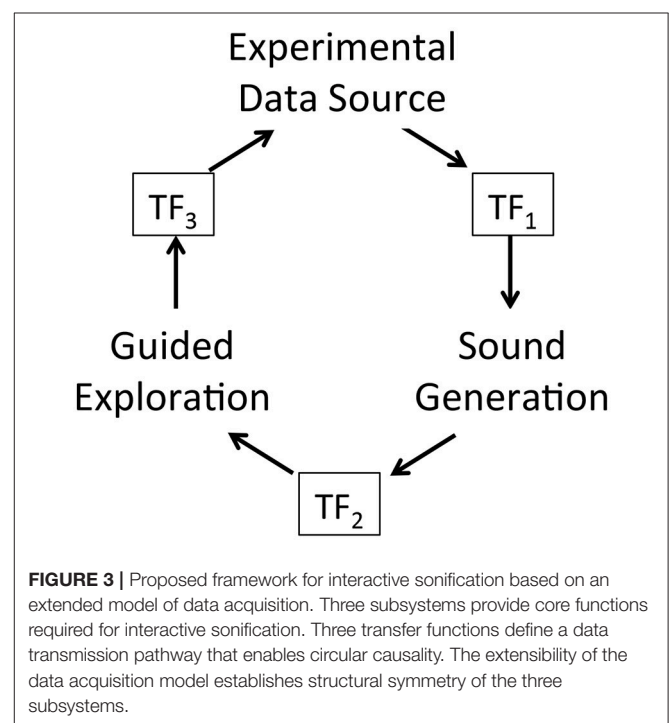 Experimental
Data Source
TF3
TF1
Guided
Exploration
Sound
Generation
TF2
FIGURE 3 | Proposed framework for interactive sonification based on an
extended model of data acquisition. Three subsystems provide core functions
required for interactive sonification. Three transfer functions define a data
transmission pathway that enables circular causality. The extensibility of the
data acquisition model establishes structural symmetry of the three
subsystems.